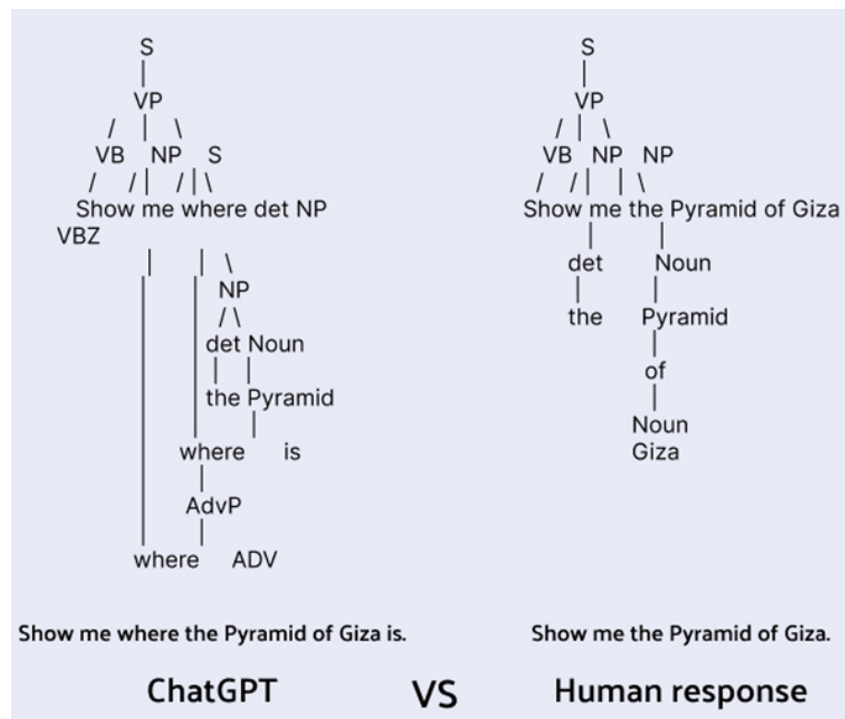 S
VP
VB NP S
Show me where det NP
VBZ
NP
det Noun
the Pyramid
where is
AdvP
where ADV
Show me where the Pyramid of Giza is.
ChatGPT
VS
S
VP
VB NP NP
Show me the Pyramid of Giza
det Noun
the Pyramid
of
Noun
Giza
Show me the Pyramid of Giza.
Human response